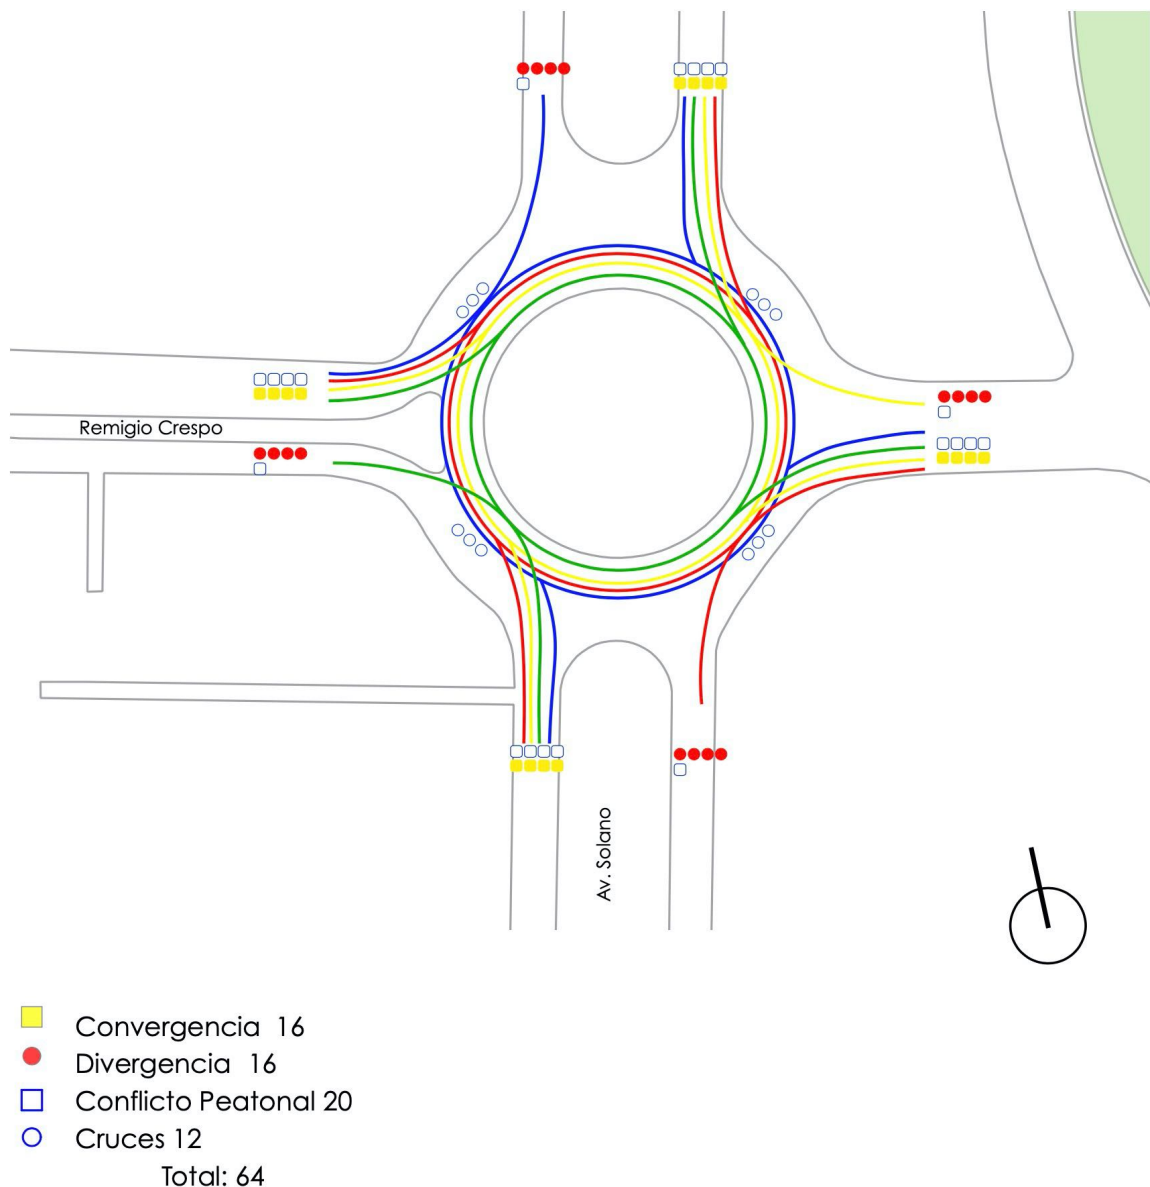 Remigio Crespo
Av. Solano
Convergencia 16
Divergencia 16
Conflicto Peatonal 20
Cruces 12
Total: 64